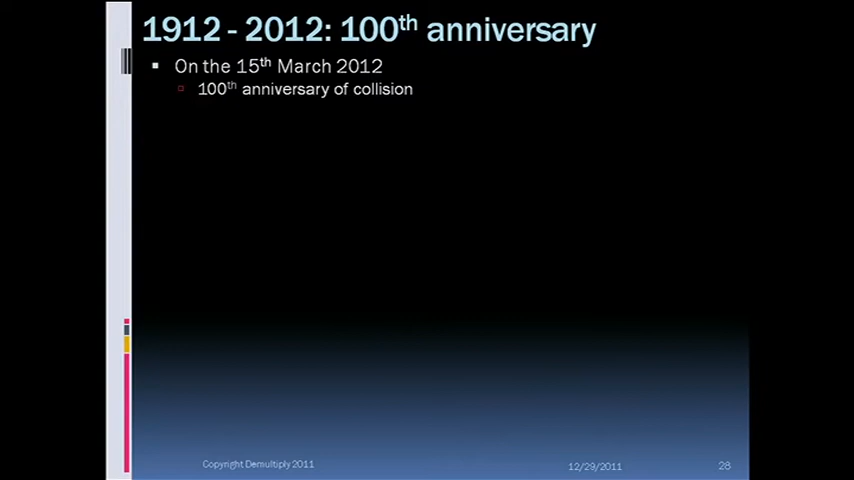 1912 - 2012: 100th anniversary
On the 15th March 2012
100th anniversary of collision
Copyright Demultiply 2011
12/29/2011
28